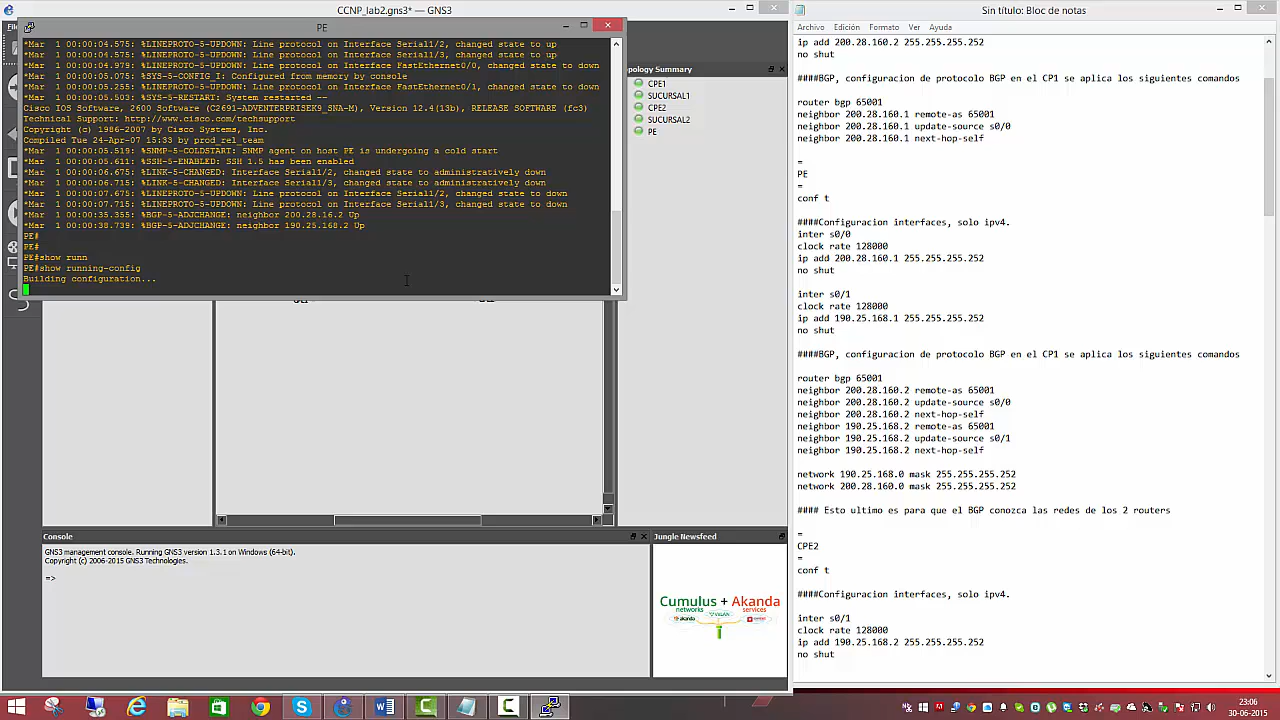 CCNP_lab2.gns3* — GNS3
PE
*Mar  1 00:00:04.575: %LINEPROTO-5-UPDOWN: Line protocol on Interface Serial1/2, changed state to up
*Mar  1 00:00:04.575: %LINEPROTO-5-UPDOWN: Line protocol on Interface Serial1/3, changed state to up
*Mar  1 00:00:04.979: %LINEPROTO-5-UPDOWN: Line protocol on Interface FastEthernet0/0, changed state to down
*Mar  1 00:00:05.075: %SYS-5-CONFIG_I: Configured from memory by console
*Mar  1 00:00:05.255: %LINEPROTO-5-UPDOWN: Line protocol on Interface FastEthernet0/1, changed state to down
*Mar  1 00:00:05.503: %SYS-5-RESTART: System restarted --
Cisco IOS Software, 2600 Software (C2691-ADVENTERPRISEK9_SNA-M), Version 12.4(13b), RELEASE SOFTWARE (fc3)
Technical Support: http://www.cisco.com/techsupport
Copyright (c) 1986-2007 by Cisco Systems, Inc.
Compiled Tue 24-Apr-07 15:33 by prod_rel_team
*Mar  1 00:00:05.519: %SNMP-5-COLDSTART: SNMP agent on host PE is undergoing a cold start
*Mar  1 00:00:05.611: %SSH-5-ENABLED: SSH 1.5 has been enabled
*Mar  1 00:00:06.675: %LINK-5-CHANGED: Interface Serial1/2, changed state to administratively down
*Mar  1 00:00:06.715: %LINK-5-CHANGED: Interface Serial1/3, changed state to administratively down
*Mar  1 00:00:07.675: %LINEPROTO-5-UPDOWN: Line protocol on Interface Serial1/2, changed state to down
*Mar  1 00:00:07.715: %LINEPROTO-5-UPDOWN: Line protocol on Interface Serial1/3, changed state to down
*Mar  1 00:00:35.355: %BGP-5-ADJCHANGE: neighbor 200.28.16.2 Up
*Mar  1 00:00:38.739: %BGP-5-ADJCHANGE: neighbor 190.25.168.2 Up
PE#
PE#
PE#show runn
PE#show running-config
Building configuration...
pology Summary
CPE1
SUCURSAL1
CPE2
SUCURSAL2
PE
Console
GNS3 management console. Running GNS3 version 1.3.1 on Windows (64-bit).
Copyright (c) 2006-2015 GNS3 Technologies.
=>
Jungle Newsfeed
Cumulus + Akanda
networks
services
Sin título: Bloc de notas
Archivo Edición Formato Ver Ayuda
ip add 200.28.160.2 255.255.255.252
no shut
####BGP, configuracion de protocolo BGP en el CP1 se aplica los siguientes comandos
router bgp 65001
neighbor 200.28.160.1 remote-as 65001
neighbor 200.28.160.1 update-source s0/0
neighbor 200.28.160.1 next-hop-self
=
PE
=
conf t
####Configuracion interfaces, solo ipv4.
inter s0/0
clock rate 128000
ip add 200.28.160.1 255.255.255.252
no shut
inter s0/1
clock rate 128000
ip add 190.25.168.1 255.255.255.252
no shut
####BGP, configuracion de protocolo BGP en el CP1 se aplica los siguientes comandos
router bgp 65001
neighbor 200.28.160.2 remote-as 65001
neighbor 200.28.160.2 update-source s0/0
neighbor 200.28.160.2 next-hop-self
neighbor 190.25.168.2 remote-as 65001
neighbor 190.25.168.2 update-source s0/1
neighbor 190.25.168.2 next-hop-self
network 190.25.168.0 mask 255.255.255.252
network 200.28.160.0 mask 255.255.255.252
#### Esto ultimo es para que el BGP conozca las redes de los 2 routers
=
CPE2
=
conf t
####Configuracion interfaces, solo ipv4.
inter s0/1
clock rate 128000
ip add 190.25.168.2 255.255.255.252
no shut
23:06
30-06-2015